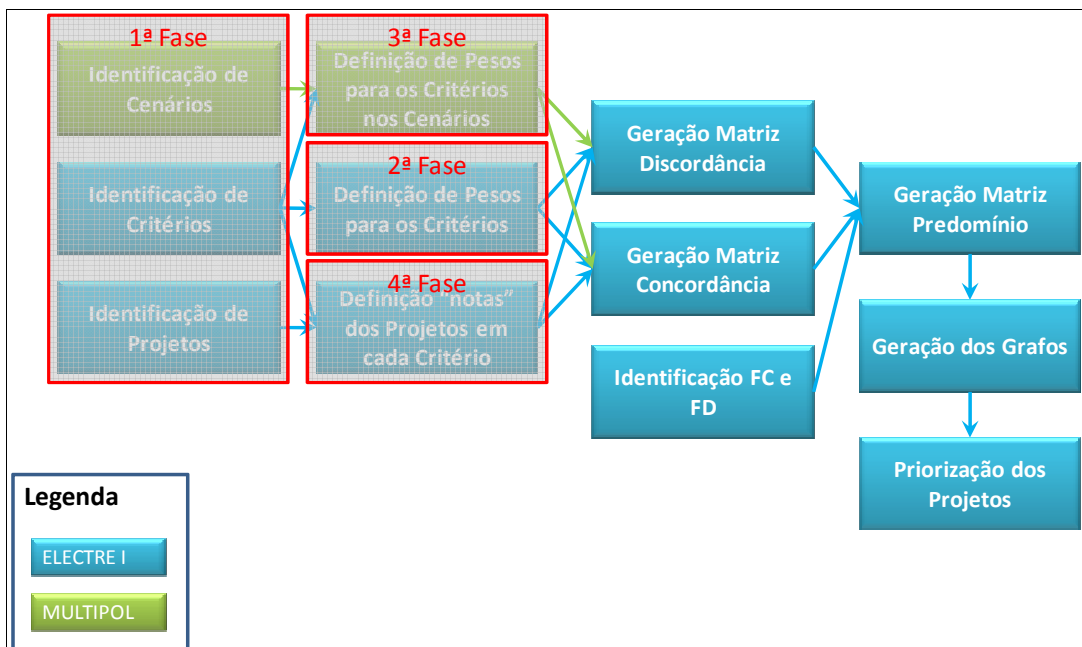 1ª Fase
Identificação de
Cenários
Identificação de
Critérios
Identificação de
Projetos
3ª Fase
Definição de Pesos
para os Critérios
nos Cenários
2ª Fase
Definição de Pesos
para os Critérios
4ª Fase
Definição “notas”
dos Projetos em
cada Critério
Geração Matriz
Discordância
Geração Matriz
Concordância
Identificação FC e
FD
Geração Matriz
Predomínio
Geração dos Grafos
Priorização dos
Projetos
Legenda
ELECTRE I
MULTIPOL